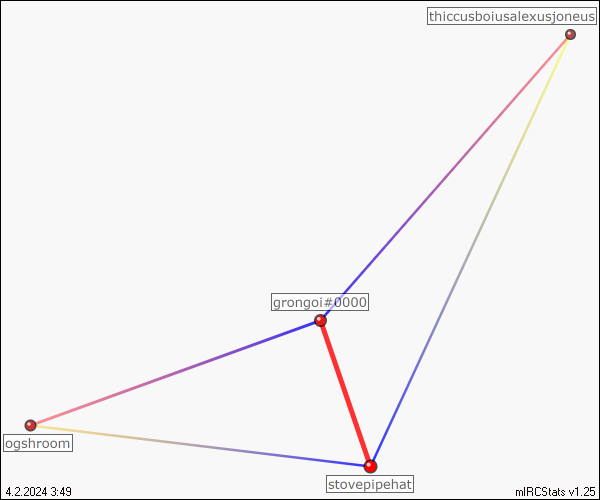 thiccusboiusalexusjoneus
grongoi#0000
ogshroom
stovepipehat
4.2.2024 3:49
mIRCStats v1.25